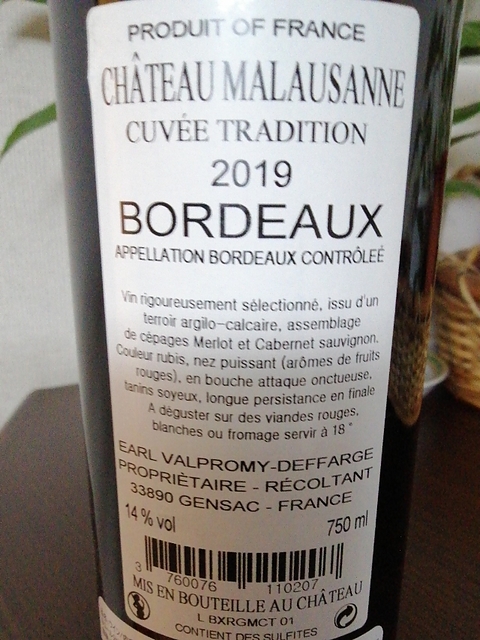 PRODUIT OF FRANCE
CHÂTEAU MALAUSANNE
CUVÉE TRADITION
2019
BORDEAUX
APPELLATION BORDEAUX CONTRÔLEÉ
Vin rigoureusement sélectionné, issu d'un
terroir argilo-calcaire, assemblage
de cépages Merlot et Cabernet sauvignon.
Couleur rubis, nez puissant (arômes de fruits
rouges), en bouche attaque onctueuse,
tanins soyeux, longue persistance en finale
A déguster sur des viandes rouges,
blanches ou fromage servir à 18 °
EARL VALPROMY-DEFFARGE
PROPRIÈTAIRE - RÉCOLTANT
33890 GENSAC - FRANCE
14 % vol
750 ml
3 760076 110207
MIS EN BOUTEILLE AU CHÂTEAU
L BXRGMCT 01
CONTIENT DES SULFITES